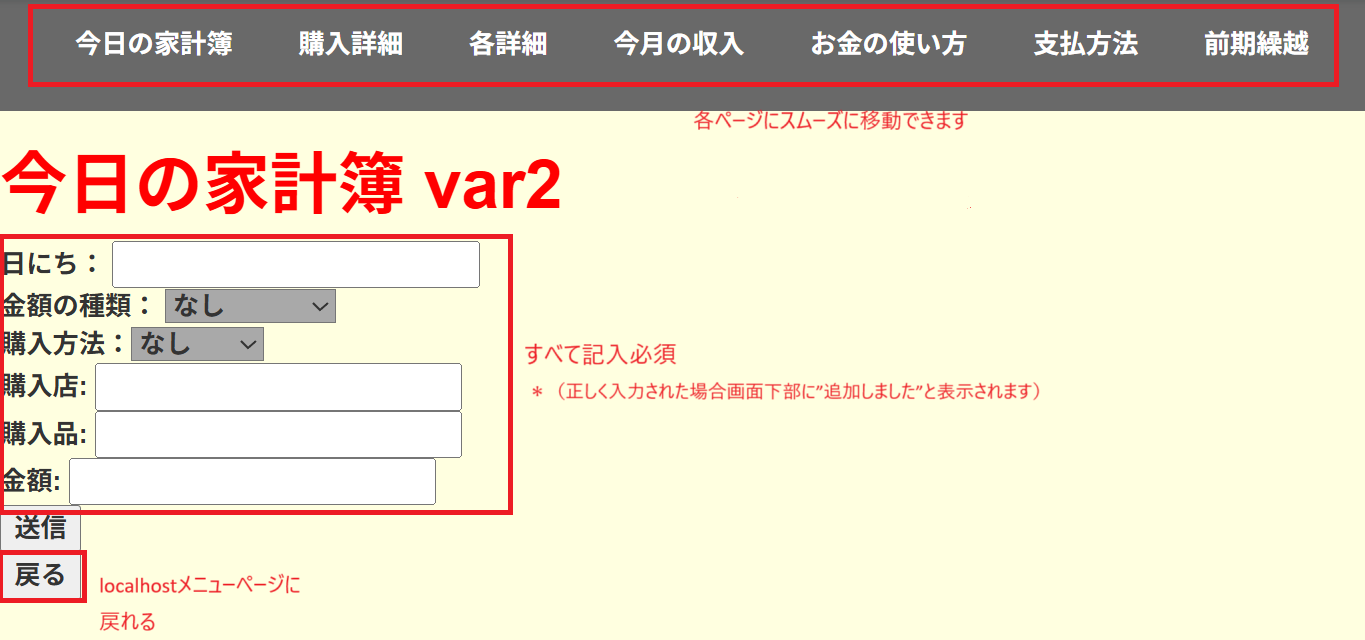 今日の家計簿 購入詳細 各詳細 今月の収入 お金の使い方 支払方法 前期繰越
各ページにスムーズに移動できます
今日の家計簿 var2
日にち：
金額の種類： なし
購入方法：なし
購入店:
購入品:
金額:
すべて記入必須
＊（正しく入力された場合画面下部に”追加しました”と表示されます）
送信
戻る
localhostメニューページに
戻れる